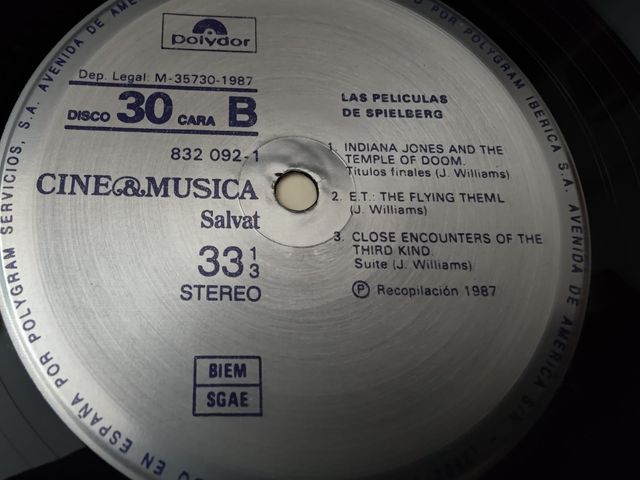 polydor
Dep. Legal: M-35730-1987
DISCO 30 CARA B
832 092-1
CINE&MUSICA
Salvat
33 1/3
STEREO
BIEM
SGAE
LAS PELICULAS
DE SPIELBERG
1. INDIANA JONES AND THE
TEMPLE OF DOOM.
Títulos finales (J. Williams)
2. E.T.: THE FLYING THEML
(J. Williams)
3. CLOSE ENCOUNTERS OF THE
THIRD KIND.
Suite (J. Williams)
Ⓟ Recopilación 1987
EN ESPAÑA POR POLYGRAM SERVICIOS, S.A. AVENIDA DE
POR POLYGRAM IBERICA S.A. AVENIDA DE AMERICA